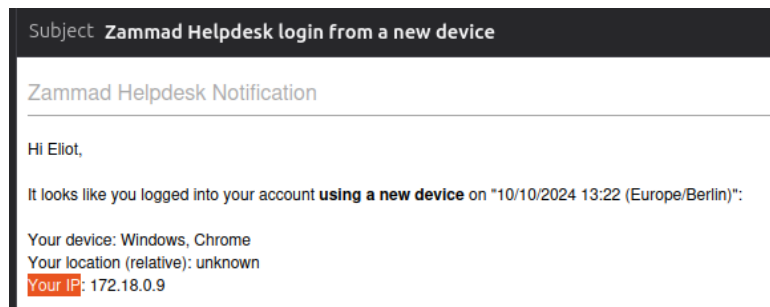 Subject Zammad Helpdesk login from a new device
Zammad Helpdesk Notification
Hi Eliot,
It looks like you logged into your account using a new device on "10/10/2024 13:22 (Europe/Berlin)":
Your device: Windows, Chrome
Your location (relative): unknown
Your IP: 172.18.0.9